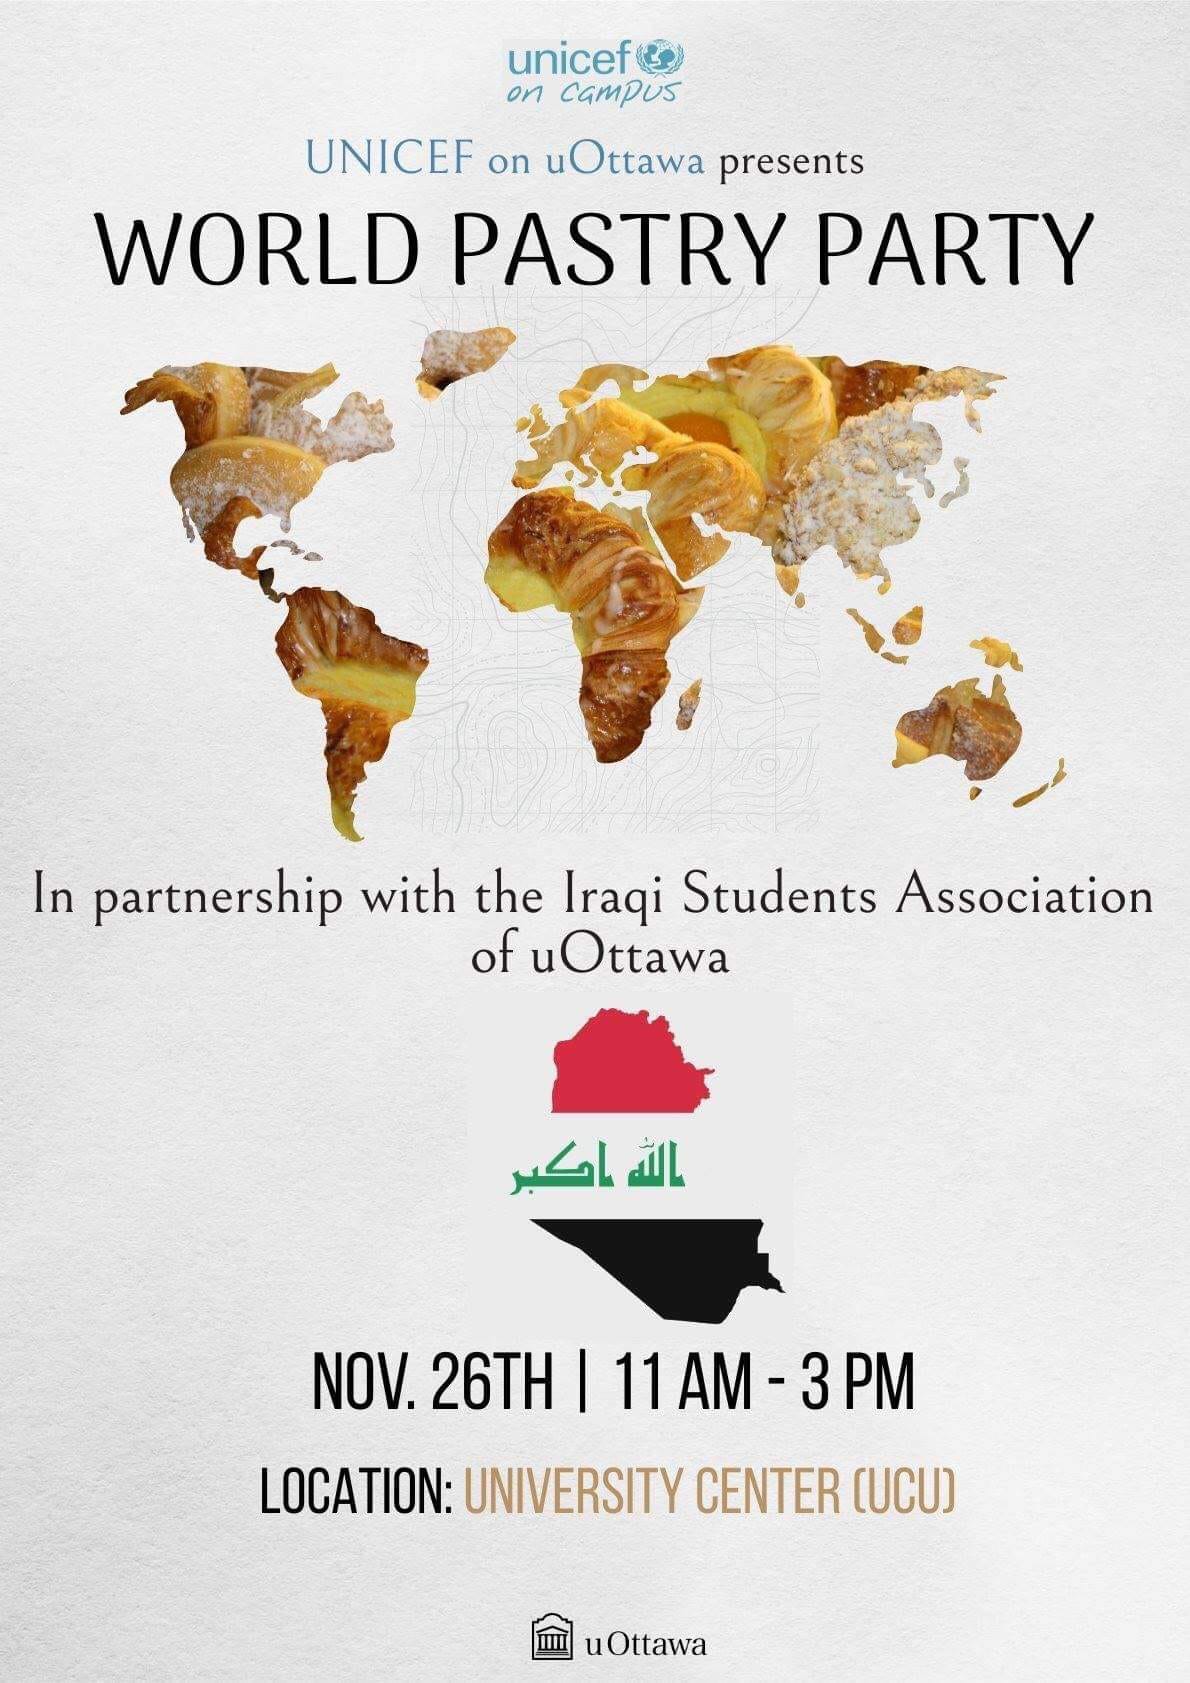 unicef
on campus
UNICEF on uOttawa presents
WORLD PASTRY PARTY
In partnership with the Iraqi Students Association
of uOttawa
الله اكبر
NOV. 26TH | 11 AM - 3 PM
LOCATION: UNIVERSITY CENTER (UCU)
uOttawa